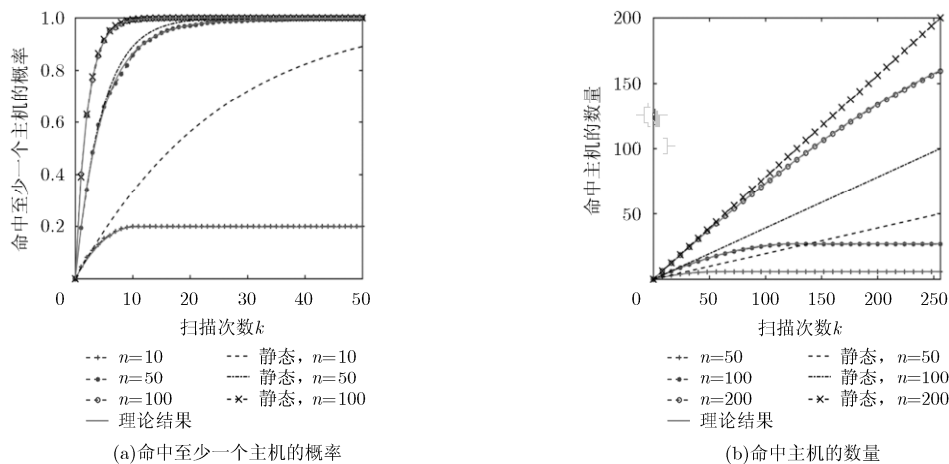 1.0
0.8
0.6
0.4
0.2
0
10
20
30
40
50
命中至少一个主机的概率
扫描次数k
n=10
静态，n=10
n=50
静态，n=50
n=100
静态，n=100
理论结果
(a)命中至少一个主机的概率
200
150
100
50
0
50
100
150
200
250
命中主机的数量
扫描次数k
n=50
静态，n=50
n=100
静态，n=100
n=200
静态，n=200
理论结果
(b)命中主机的数量